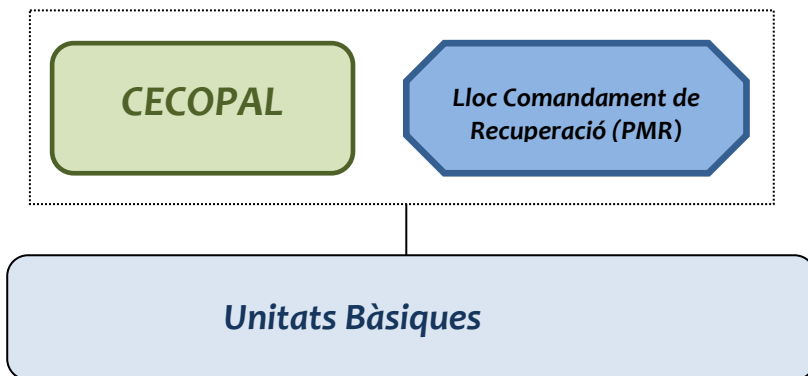 CECOPAL
Lloc Comandament de
Recuperació (PMR)
Unitats Bàsiques